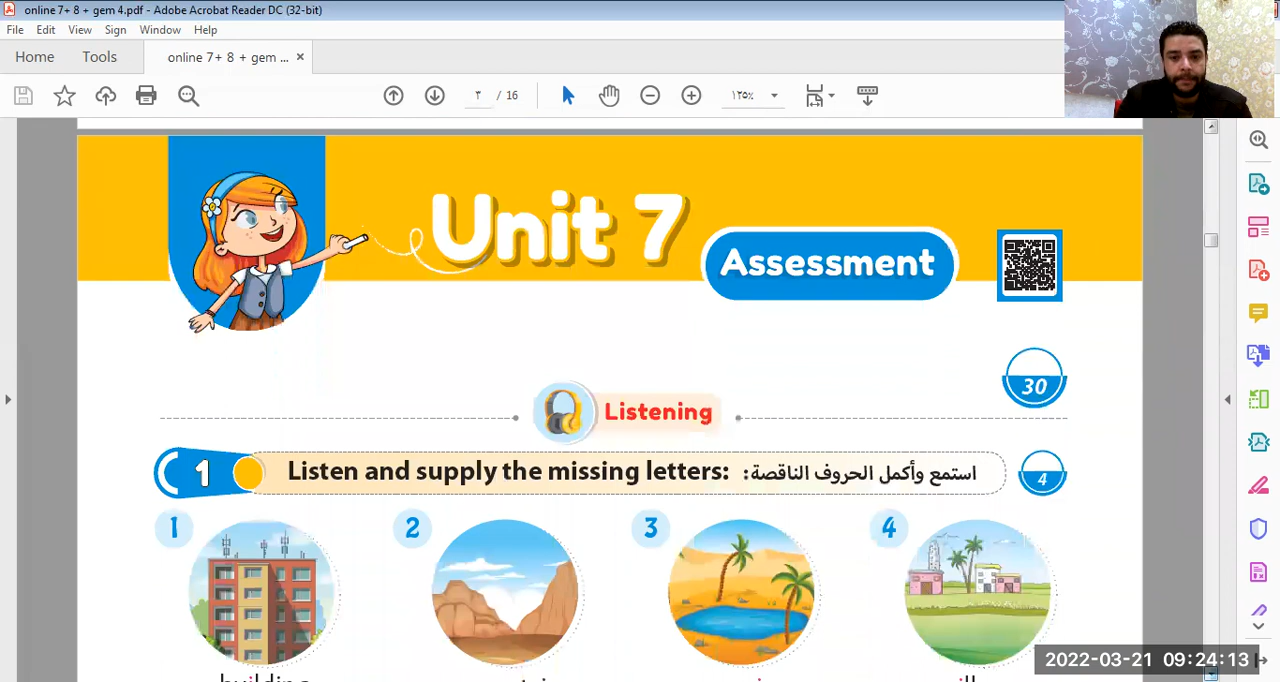 online 7+ 8 + gem 4.pdf - Adobe Acrobat Reader DC (32-bit)
File Edit View Sign Window Help
Home Tools online 7+ 8 + gem ... ×
٣ / 16 ١٢٥%
Unit 7
Assessment
30
Listening
1 Listen and supply the missing letters: استمع وأكمل الحروف الناقصة: 4
1 2 3 4
2022-03-21 09:24:13